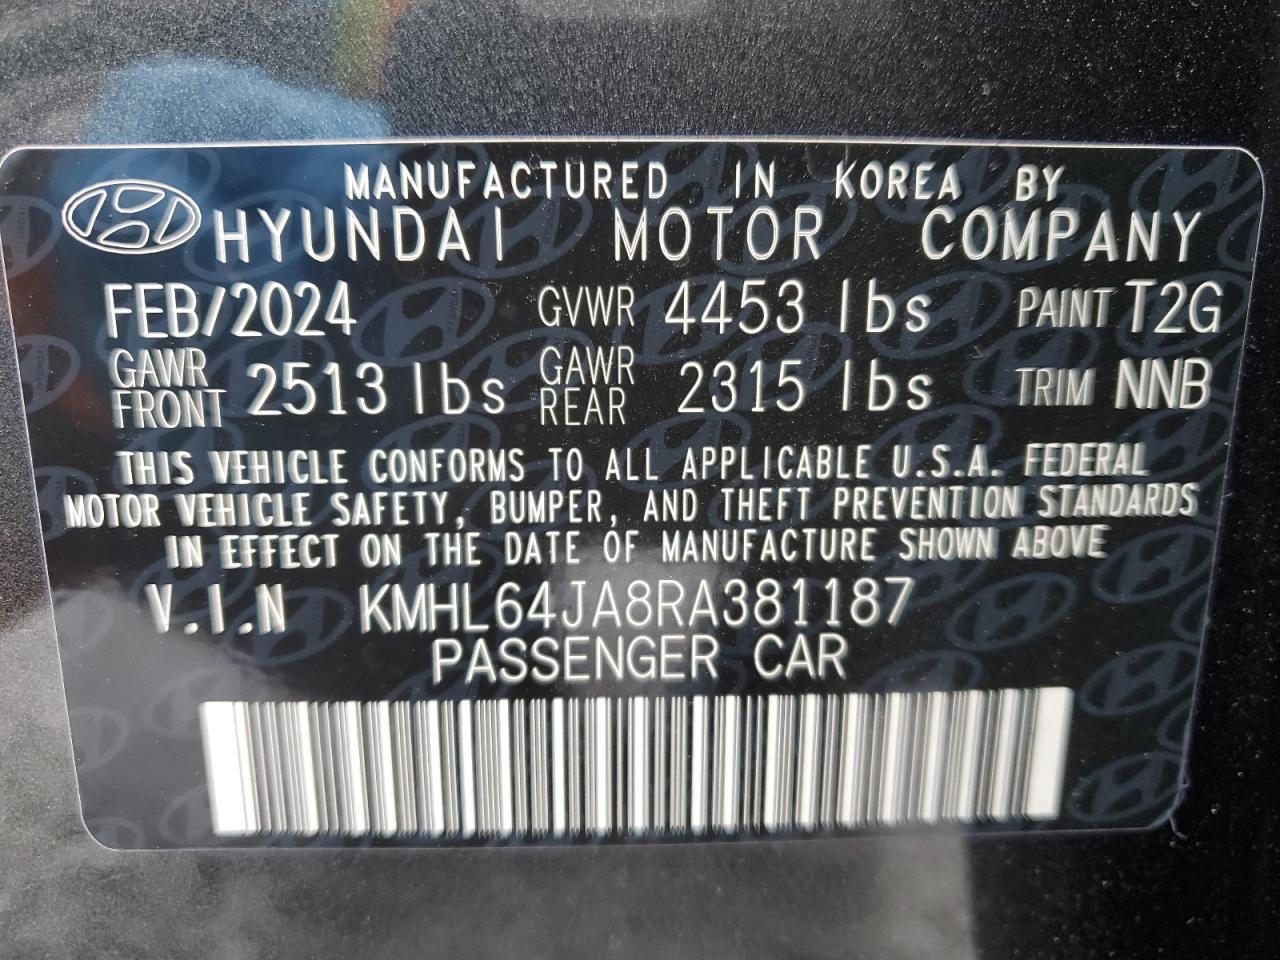 MANUFACTURED IN KOREA BY
HYUNDAI MOTOR COMPANY
FEB/2024 GVWR 4453 lbs PAINT T2G
GAWR FRONT 2513 lbs GAWR REAR 2315 lbs TRIM NNB
THIS VEHICLE CONFORMS TO ALL APPLICABLE U.S.A. FEDERAL
MOTOR VEHICLE SAFETY, BUMPER, AND THEFT PREVENTION STANDARDS
IN EFFECT ON THE DATE OF MANUFACTURE SHOWN ABOVE
V.I.N KMHL64JA8RA381187
PASSENGER CAR